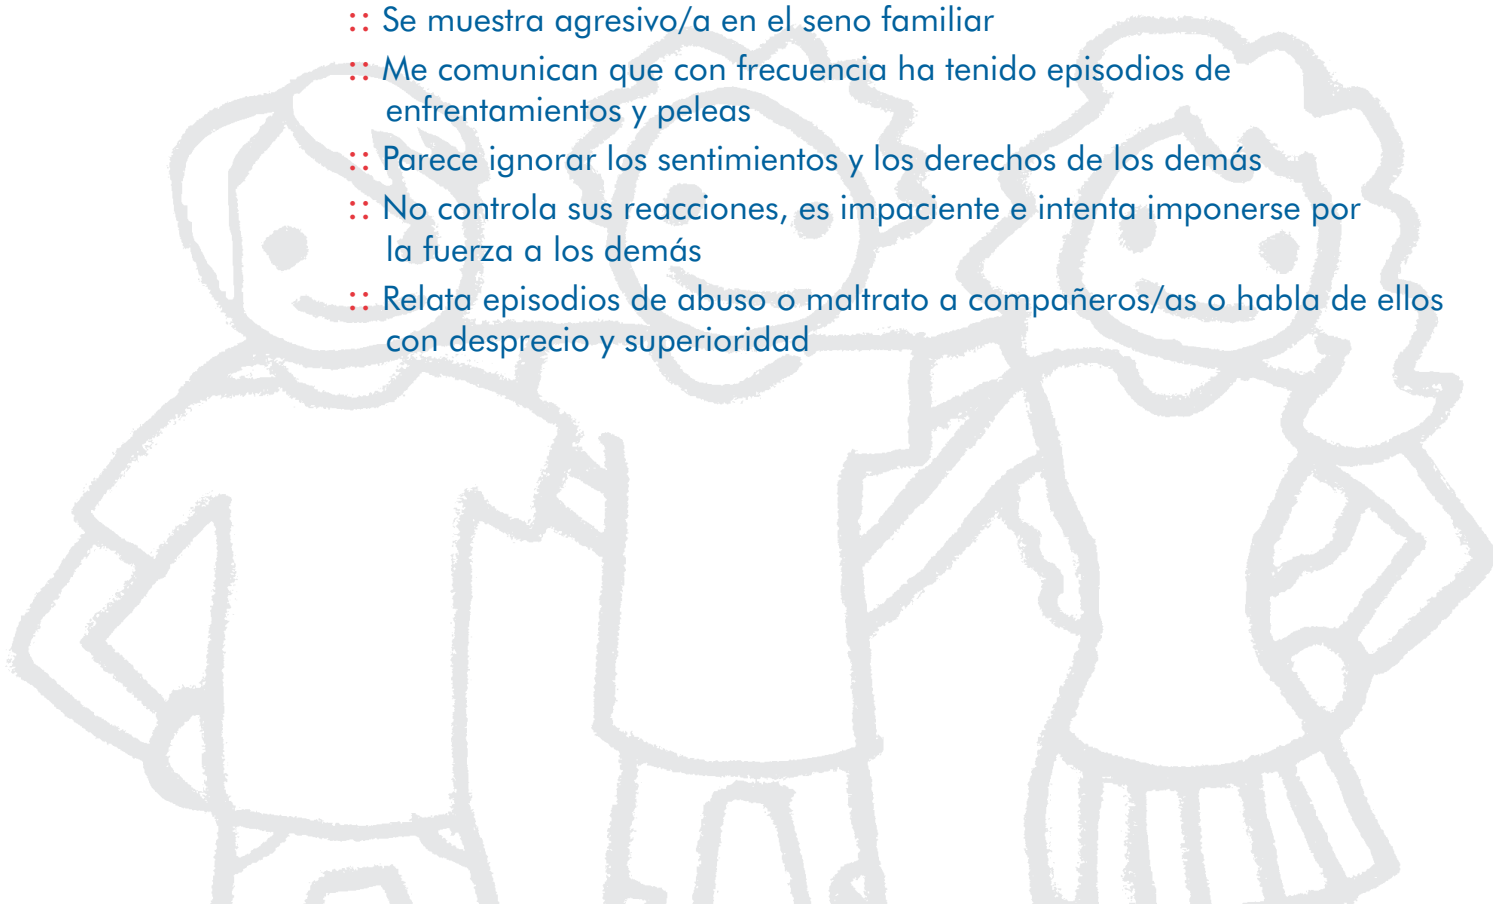 :: Se muestra agresivo/a en el seno familiar
:: Me comunican que con frecuencia ha tenido episodios de
enfrentamientos y peleas
:: Parece ignorar los sentimientos y los derechos de los demás
:: No controla sus reacciones, es impaciente e intenta imponerse por
la fuerza a los demás
:: Relata episodios de abuso o maltrato a compañeros/as o habla de ellos
con desprecio y superioridad